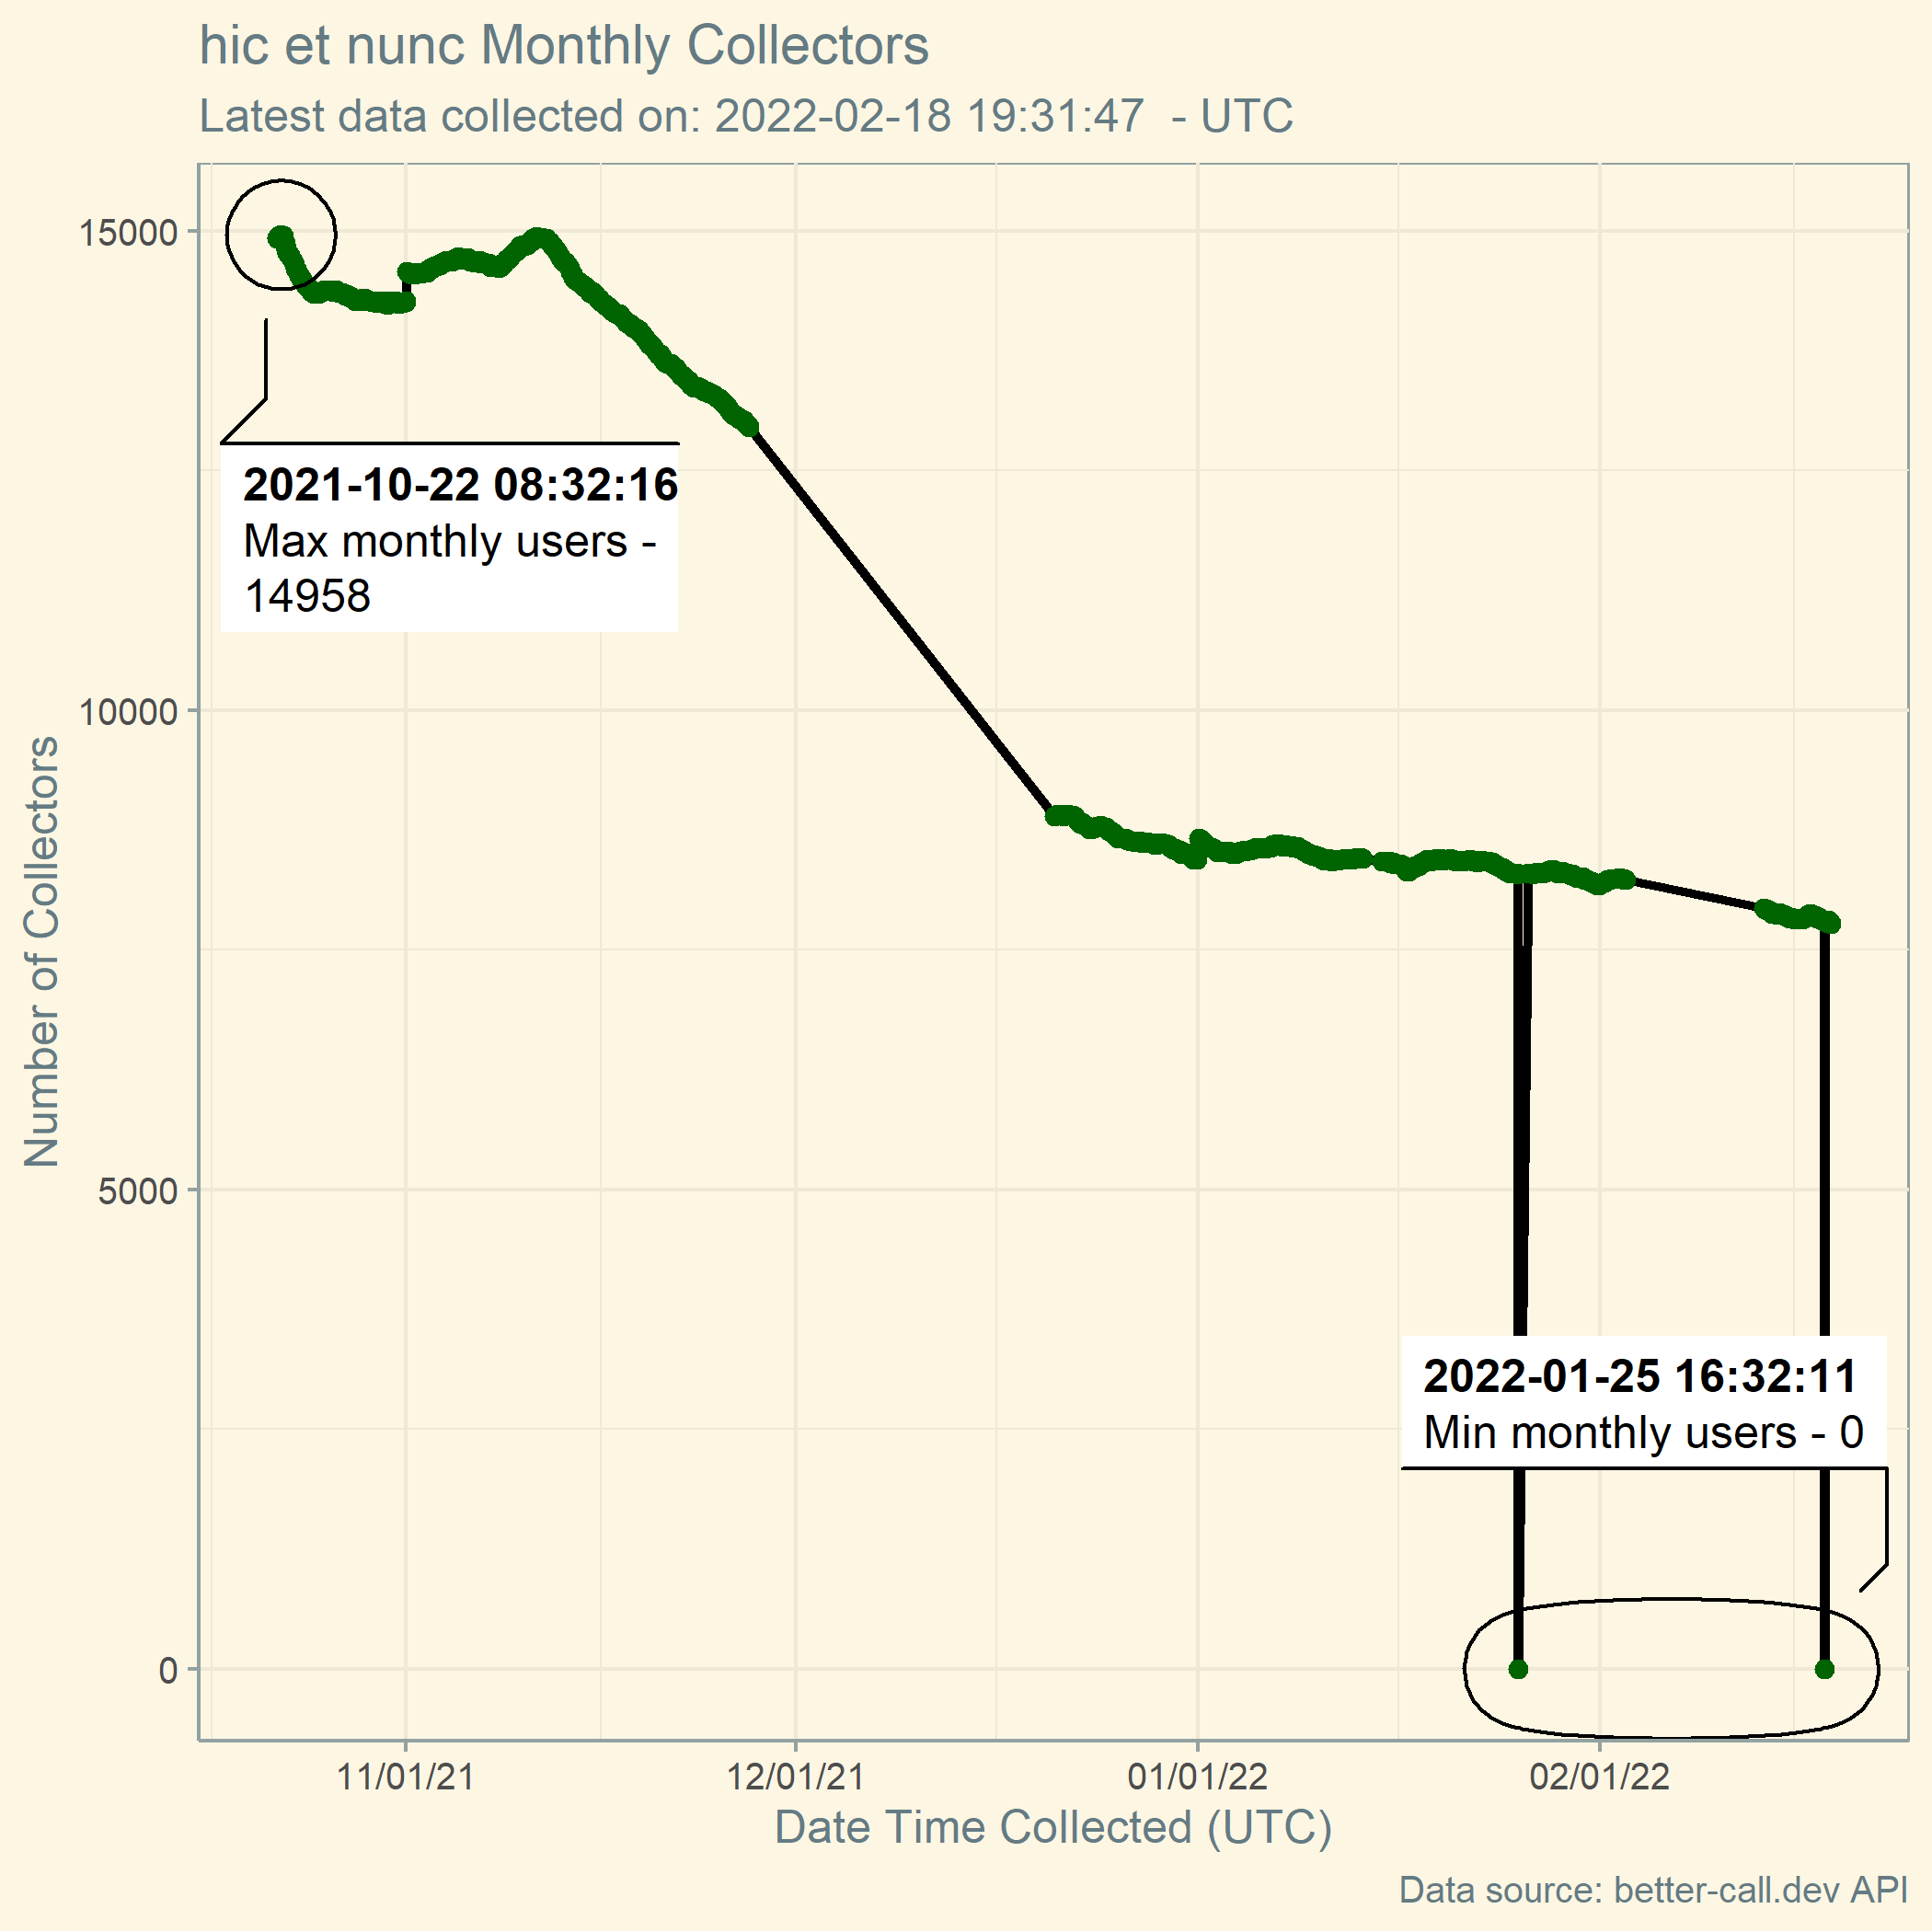 hic et nunc Monthly Collectors
Latest data collected on: 2022-02-18 19:31:47  - UTC
Number of Collectors
15000
10000
5000
0
2021-10-22 08:32:16
Max monthly users -
14958
2022-01-25 16:32:11
Min monthly users - 0
11/01/21 12/01/21 01/01/22 02/01/22
Date Time Collected (UTC)
Data source: better-call.dev API